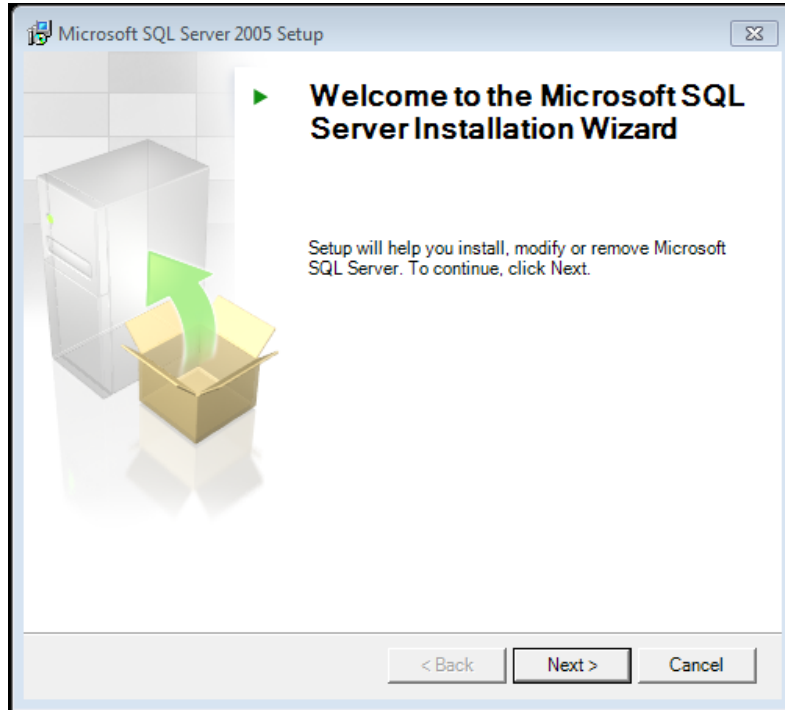 Microsoft SQL Server 2005 Setup
Welcome to the Microsoft SQL
Server Installation Wizard
Setup will help you install, modify or remove Microsoft
SQL Server. To continue, click Next.
< Back
Next >
Cancel